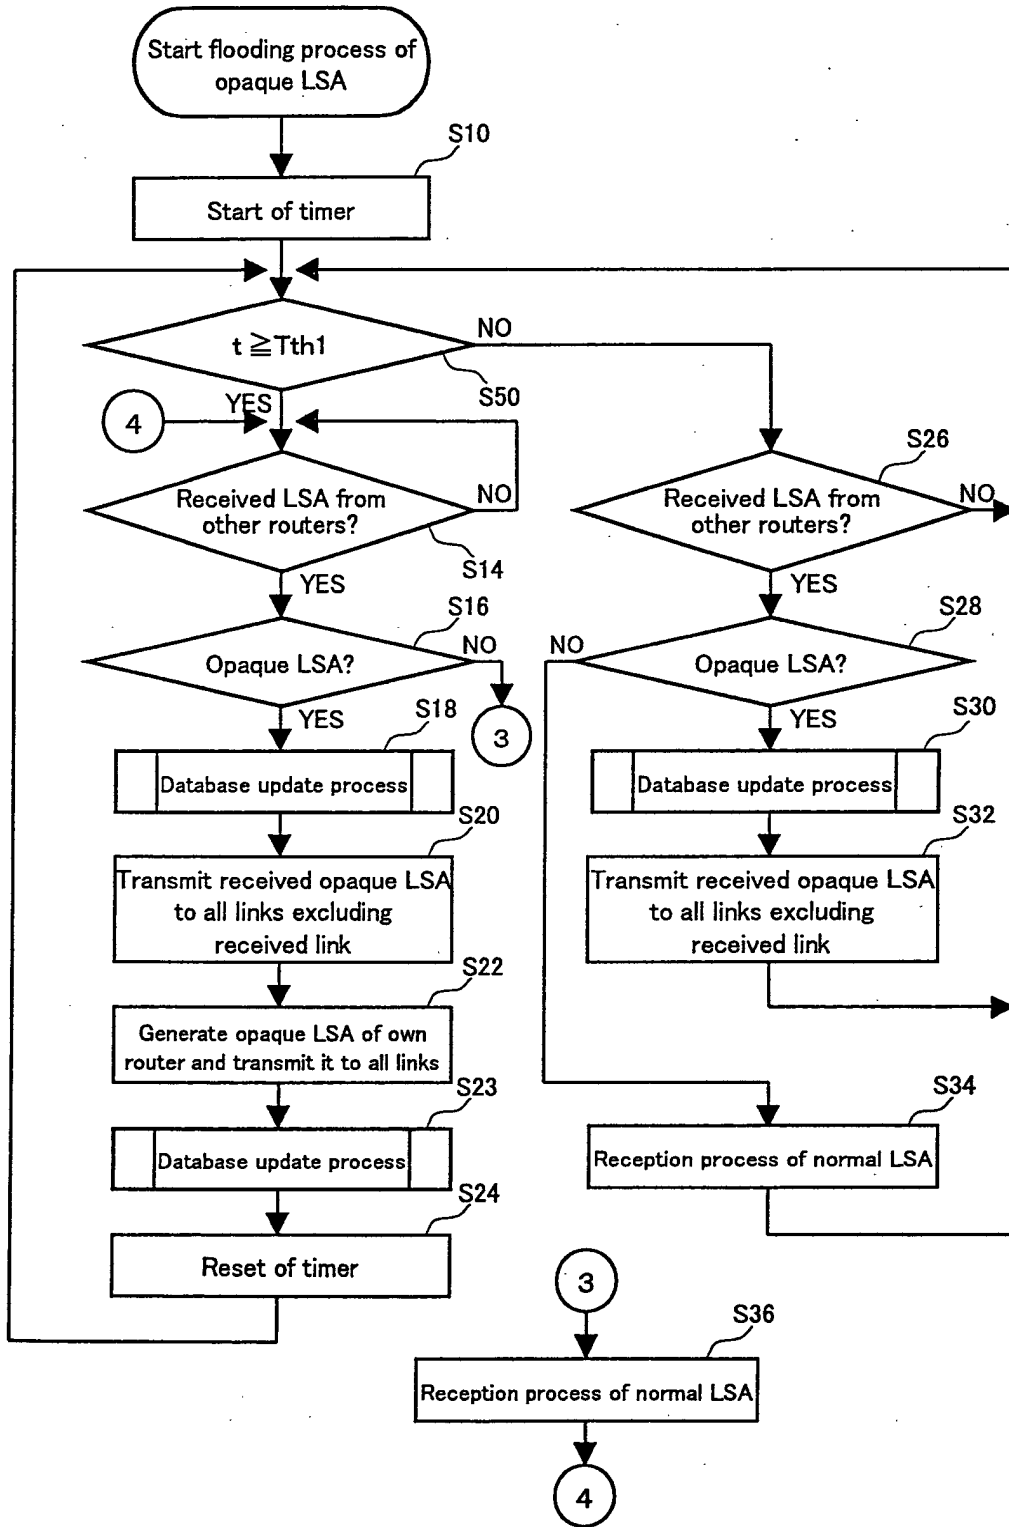 Start flooding process of
opaque LSA
S10
Start of timer
t ≧Tth1
NO
S50
YES
4
Received LSA from
other routers?
NO
S14
YES
S26
Received LSA from
other routers?
NO
YES
S16
Opaque LSA?
NO
YES
3
S28
NO
Opaque LSA?
YES
S18
Database update process
S30
Database update process
S20
Transmit received opaque LSA
to all links excluding
received link
S32
Transmit received opaque LSA
to all links excluding
received link
S22
Generate opaque LSA of own
router and transmit it to all links
S23
Database update process
S34
Reception process of normal LSA
S24
Reset of timer
3
S36
Reception process of normal LSA
4